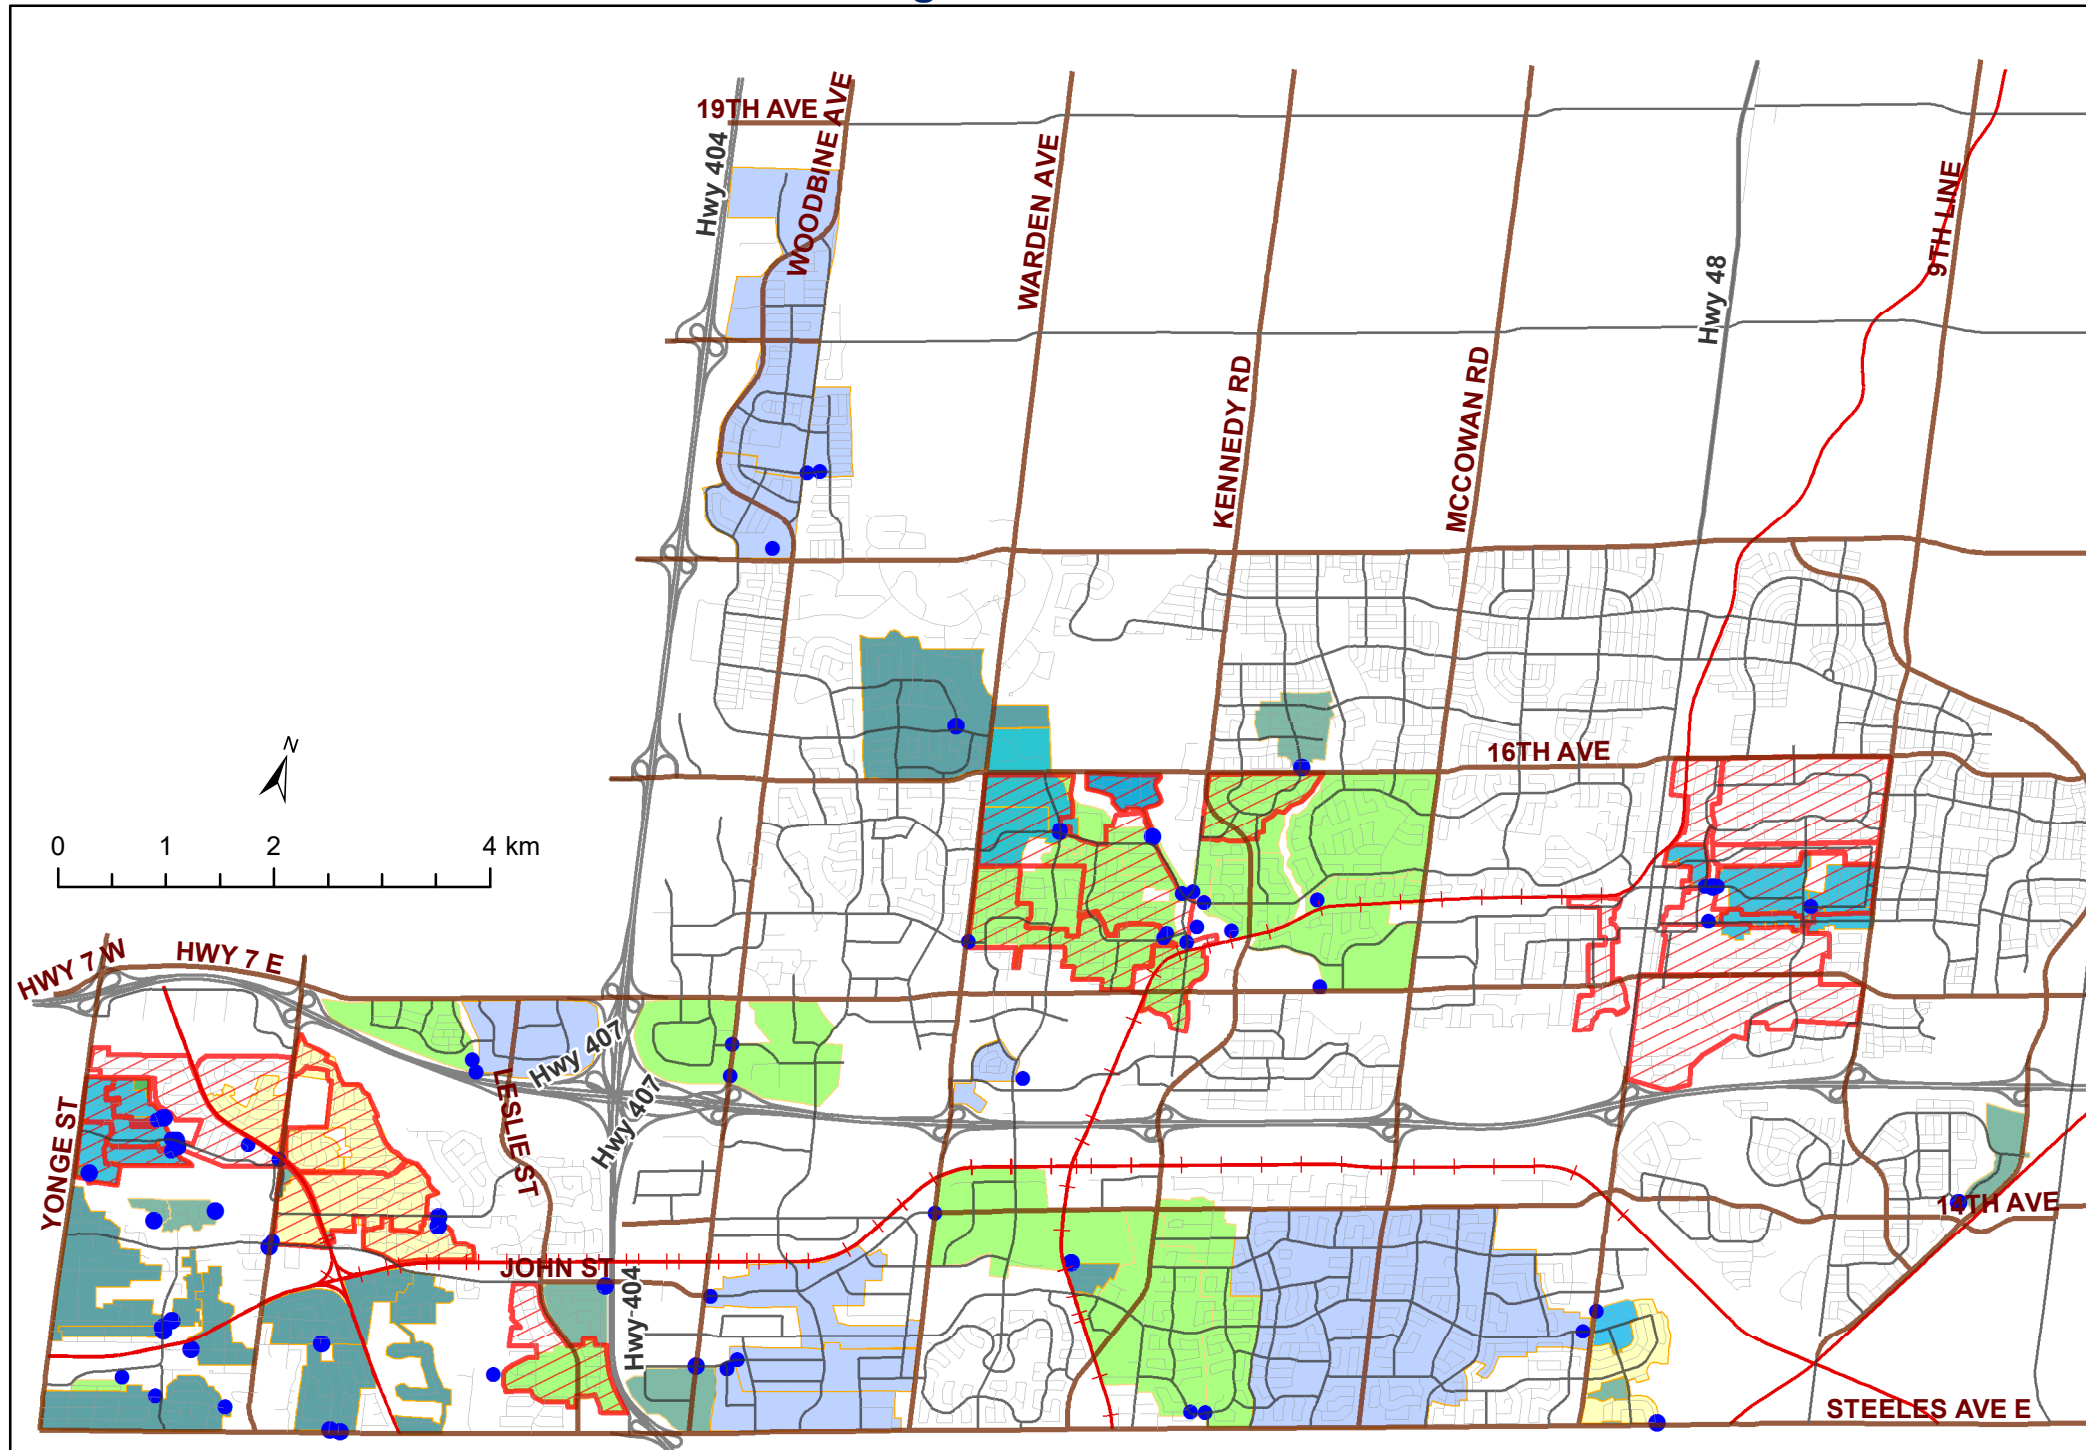 19TH AVE
Hwy 404
WOODBINE AVE
WARDEN AVE
9TH LINE
Hwy 48
KENNEDY RD
MCCOWAN RD
16TH AVE
N
0 1 2 4 km
HWY 7 W
HWY 7 E
Hwy 407
Hwy 407
LESLIE ST
YONGE ST
14TH AVE
JOHN ST
Hwy 404
STEELES AVE E